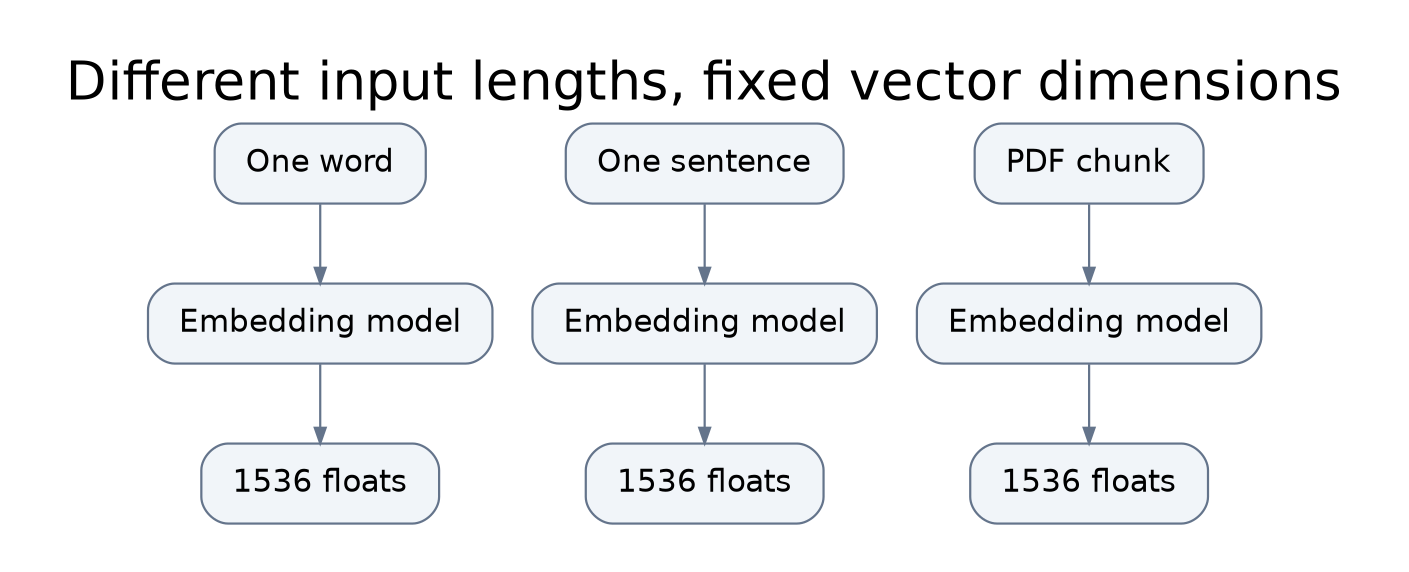 Different input lengths, fixed vector dimensions
One word
One sentence
PDF chunk
Embedding model
Embedding model
Embedding model
1536 floats
1536 floats
1536 floats